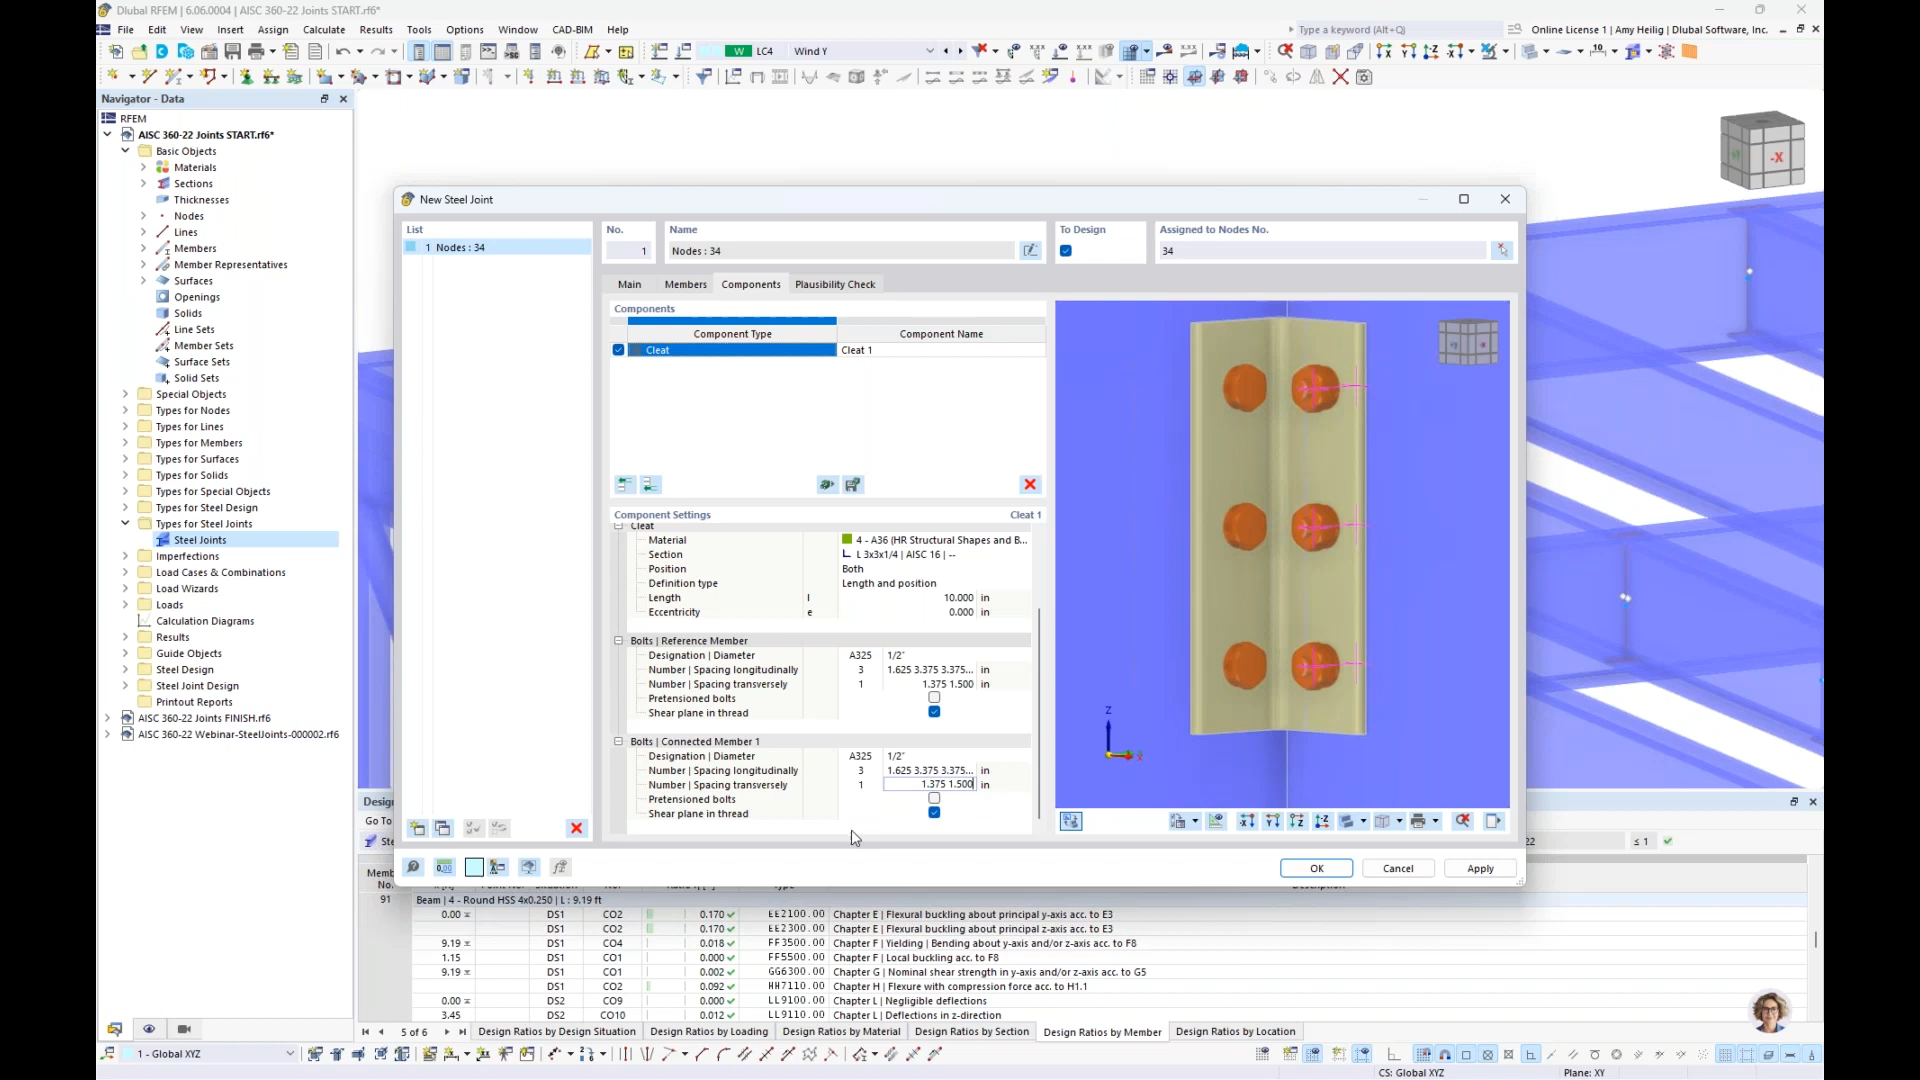 Dlubal RFEM | 6.06.0004 | AISC 360-22 Joints START.rf6*
File Edit View Insert Assign Calculate Results Tools Options Window CAD-BIM Help
Type a keyword (Alt+Q)
Online License 1 | Amy Heilig | Dlubal Software, Inc.
W LC4 Wind Y
Navigator - Data
RFEM
AISC 360-22 Joints START.rf6*
Basic Objects
Materials
Sections
Thicknesses
Nodes
Lines
Members
Member Representatives
Surfaces
Openings
Solids
Line Sets
Member Sets
Surface Sets
Solid Sets
Special Objects
Types for Nodes
Types for Lines
Types for Members
Types for Surfaces
Types for Solids
Types for Special Objects
Types for Steel Design
Types for Steel Joints
Steel Joints
Imperfections
Load Cases & Combinations
Load Wizards
Loads
Calculation Diagrams
Results
Guide Objects
Steel Design
Steel Joint Design
Printout Reports
AISC 360-22 Joints FINISH.rf6
AISC 360-22 Webinar-SteelJoints-000002.rf6
-X
New Steel Joint
List
1 Nodes : 34
No.
1
Name
Nodes : 34
To Design
Assigned to Nodes No.
34
Main Members Components Plausibility Check
Components
Component Type Component Name
Cleat Cleat 1
Component Settings Cleat 1
Cleat
Material 4 - A36 (HR Structural Shapes and B...
Section L 3x3x1/4 | AISC 16 | --
Position Both
Definition type Length and position
Length l 10.000 in
Eccentricity e 0.000 in
Bolts | Reference Member
Designation | Diameter A325 1/2"
Number | Spacing longitudinally 3 1.625 3.375 3.375... in
Number | Spacing transversely 1 1.375 1.500 in
Pretensioned bolts
Shear plane in thread
Bolts | Connected Member 1
Designation | Diameter A325 1/2"
Number | Spacing longitudinally 3 1.625 3.375 3.375... in
Number | Spacing transversely 1 1.375 1.500 in
Pretensioned bolts
Shear plane in thread
Z
OK Cancel Apply
Desig
Go To
Ste
22 ≤ 1
Memb
No.
91 Beam | 4 - Round HSS 4x0.250 | L : 9.19 ft
0.00 DS1 CO2 0.170 EE2100.00 Chapter E | Flexural buckling about principal y-axis acc. to E3
DS1 CO2 0.170 EE2300.00 Chapter E | Flexural buckling about principal z-axis acc. to E3
9.19 DS1 CO4 0.018 FF3500.00 Chapter F | Yielding | Bending about y-axis and/or z-axis acc. to F8
1.15 DS1 CO1 0.000 FF5500.00 Chapter F | Local buckling acc. to F8
9.19 DS1 CO1 0.002 GG6300.00 Chapter G | Nominal shear strength in y-axis and/or z-axis acc. to G5
DS1 CO2 0.092 HH7110.00 Chapter H | Flexure with compression force acc. to H1.1
0.00 DS2 CO9 0.000 LL9100.00 Chapter L | Negligible deflections
3.45 DS2 CO10 0.012 LL9110.00 Chapter L | Deflections in z-direction
5 of 6 Design Ratios by Design Situation Design Ratios by Loading Design Ratios by Material Design Ratios by Section Design Ratios by Member Design Ratios by Location
1 - Global XYZ
CS: Global XYZ Plane: XY